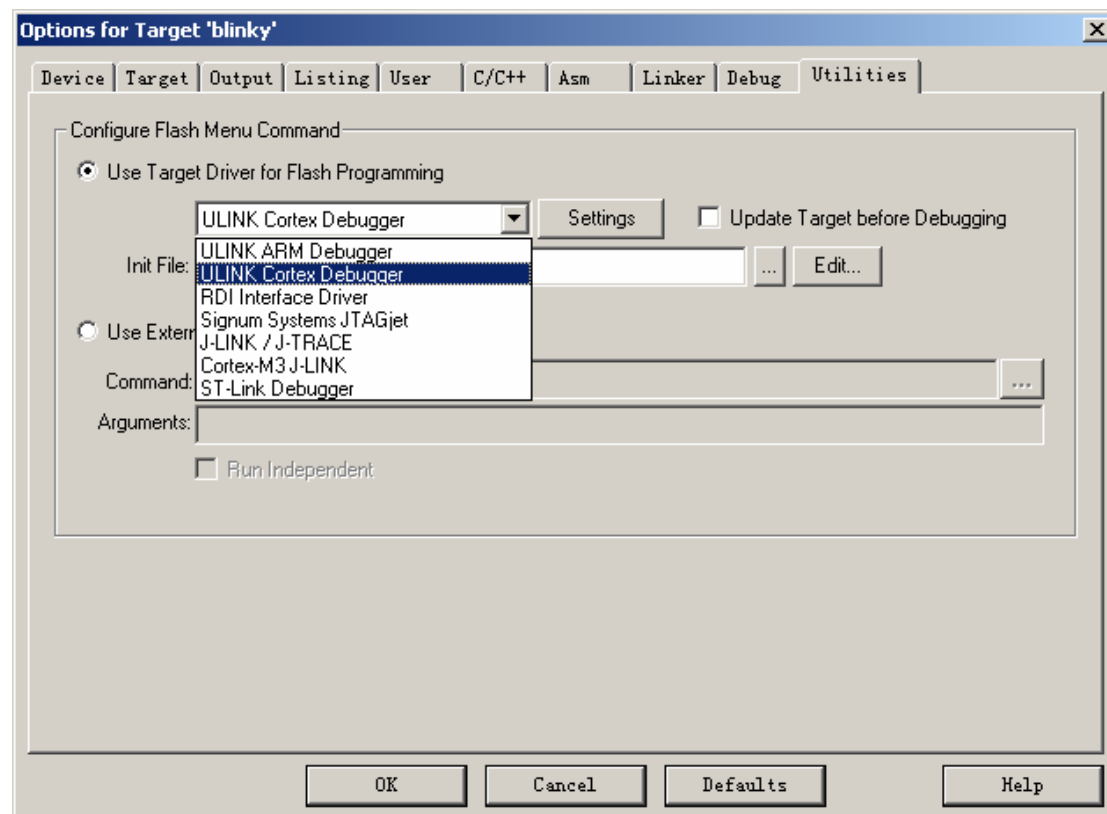 Options for Target 'blinky'
Device Target Output Listing User C/C++ Asm Linker Debug Utilities
Configure Flash Menu Command
Use Target Driver for Flash Programming
ULINK Cortex Debugger Settings Update Target before Debugging
ULINK ARM Debugger
Init File: ULINK Cortex Debugger ... Edit...
RDI Interface Driver
Signum Systems JTAGjet
Use Extern
J-LINK / J-TRACE
Cortex-M3 J-LINK
Command: ST-Link Debugger ...
Arguments:
Run Independent
OK Cancel Defaults Help